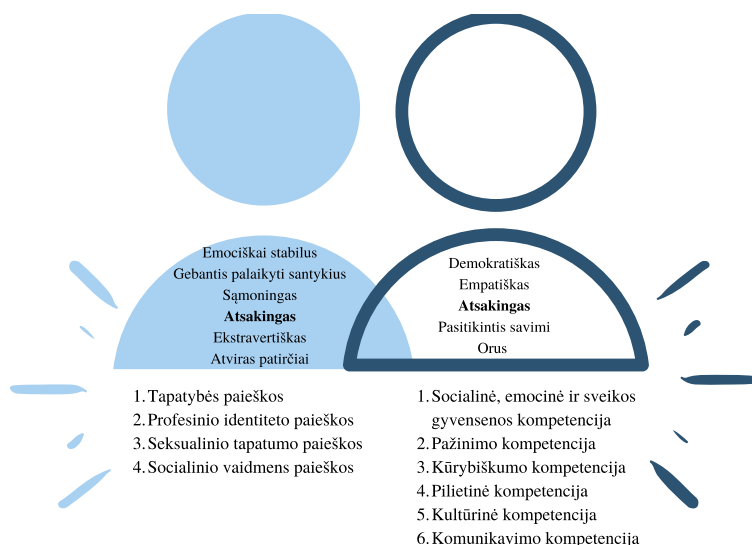 Emociškai stabilus
Gebantis palaikyti santykius
Sąmoningas
Atsakingas
Ekstravertiškas
Atviras patirčiai
1. Tapatybės paieškos
2. Profesinio identiteto paieškos
3. Seksualinio tapatumo paieškos
4. Socialinio vaidmens paieškos
Demokratiškas
Empatiškas
Atsakingas
Pasitikintis savimi
Orus
1. Socialinė, emocinė ir sveikos
gyvensenos kompetencija
2. Pažinimo kompetencija
3. Kūrybiškumo kompetencija
4. Pilietinė kompetencija
5. Kultūrinė kompetencija
6. Komunikavimo kompetencija